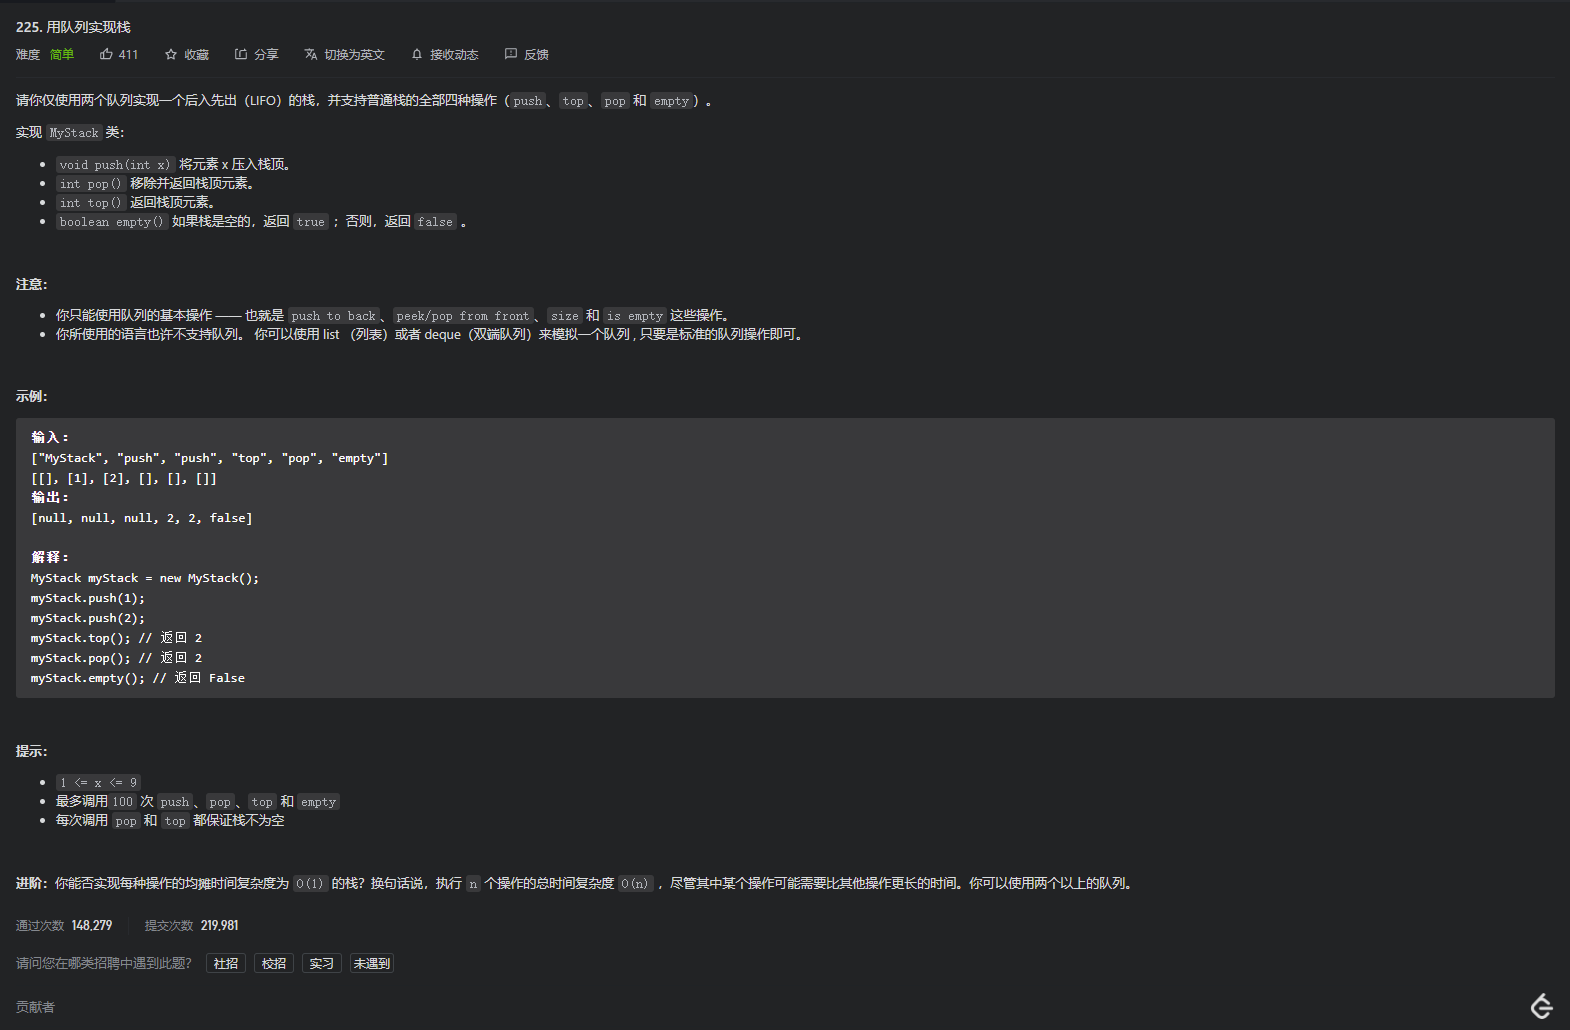 225. 用队列实现栈
难度 简单 411 收藏 分享 切换为英文 接收动态 反馈
请你仅使用两个队列实现一个后入先出（LIFO）的栈，并支持普通栈的全部四种操作（push、top、pop 和 empty）。
实现 MyStack 类：
void push(int x) 将元素 x 压入栈顶。
int pop() 移除并返回栈顶元素。
int top() 返回栈顶元素。
boolean empty() 如果栈是空的，返回 true ；否则，返回 false 。
注意：
你只能使用队列的基本操作 —— 也就是 push to back、peek/pop from front、size 和 is empty 这些操作。
你所使用的语言也许不支持队列。 你可以使用 list （列表）或者 deque（双端队列）来模拟一个队列 , 只要是标准的队列操作即可。
示例：
输入：
["MyStack", "push", "push", "top", "pop", "empty"]
[[], [1], [2], [], [], []]
输出：
[null, null, null, 2, 2, false]
解释：
MyStack myStack = new MyStack();
myStack.push(1);
myStack.push(2);
myStack.top(); // 返回 2
myStack.pop(); // 返回 2
myStack.empty(); // 返回 False
提示：
1 <= x <= 9
最多调用100 次 push、pop、top 和 empty
每次调用 pop 和 top 都保证栈不为空
进阶：你能否实现每种操作的均摊时间复杂度为 O(1) 的栈？换句话说，执行 n 个操作的总时间复杂度 O(n) ，尽管其中某个操作可能需要比其他操作更长的时间。你可以使用两个以上的队列。
通过次数 148,279 提交次数 219,981
请问您在哪类招聘中遇到此题？ 社招 校招 实习 未遇到
贡献者